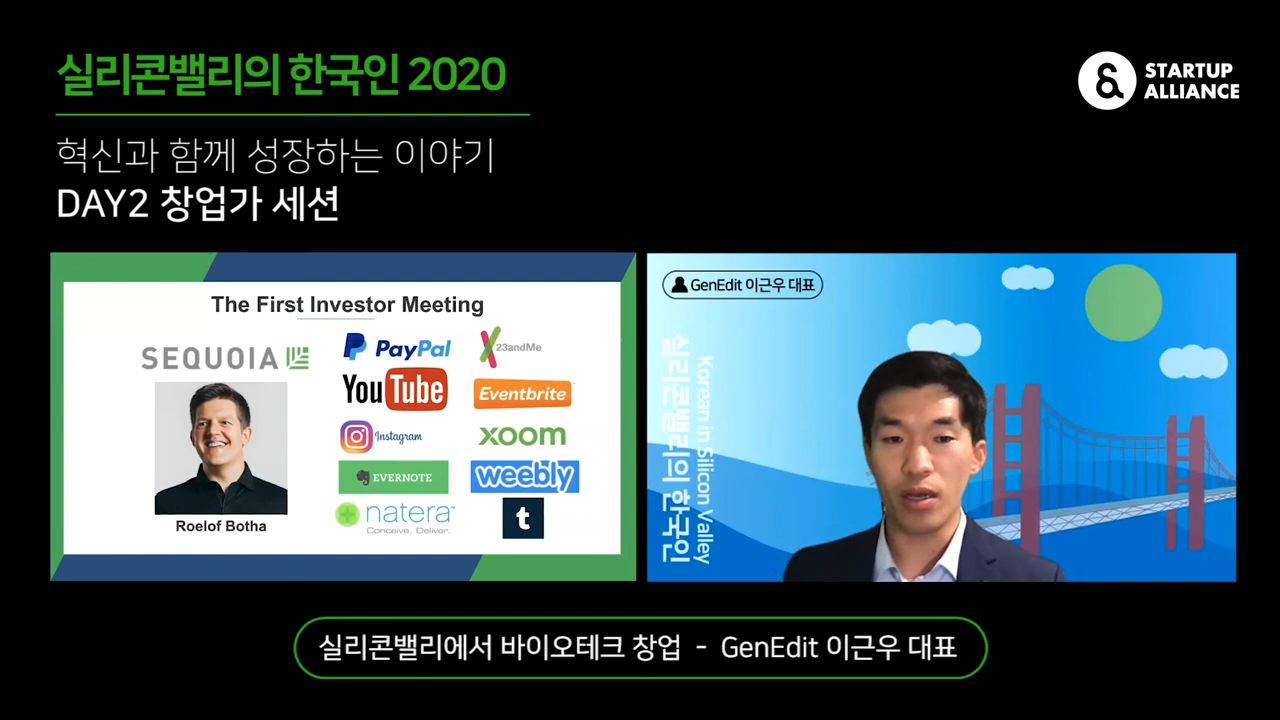 실리콘밸리의 한국인 2020
& STARTUP
ALLIANCE
혁신과 함께 성장하는 이야기
DAY2 창업가 세션
The First Investor Meeting
SEQUOIA
Roelof Botha
PayPal
23andMe
YouTube
Eventbrite
Instagram
xoom
EVERNOTE
weebly
natera™
Conceive. Deliver.
t
GenEdit 이근우 대표
Korean in Silicon Valley
실리콘밸리의 한국인
실리콘밸리에서 바이오테크 창업 - GenEdit 이근우 대표